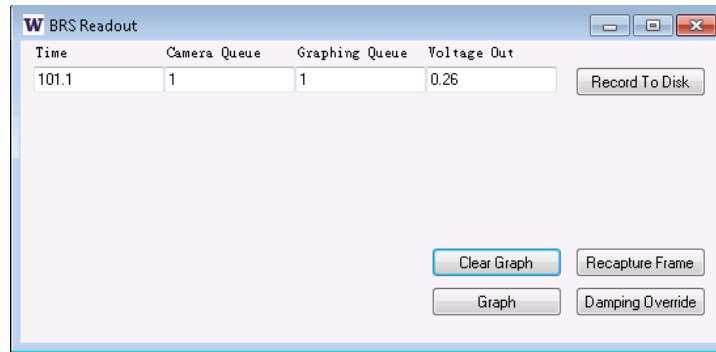 W BRS Readout
Time Camera Queue Graphing Queue Voltage Out
101.1 1 1 0.26 Record To Disk
Clear Graph Recapture Frame
Graph Damping Override